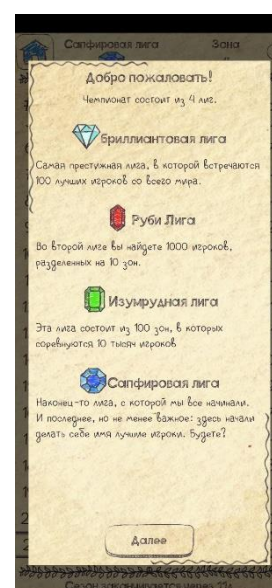 Сапфировая лига
Зона
Добро пожаловать!
Чемпионат состоит из 4 лиг.
Бриллиантовая лига
Самая престижная лига, в которой встречаются
100 лучших игроков со всего мира.
Руби Лига
Во второй лиге вы найдете 1000 игроков,
разделенных на 10 зон.
Изумрудная лига
Эта лига состоит из 100 зон, в которых
соревнуются 10 тысяч игроков
Сапфировая лига
Наконец-то лига, с которой мы все начинали.
И последнее, но не менее важное: здесь начали
делать себе имя лучшие игроки. Будете?
Далее
Сезон заканчивается через